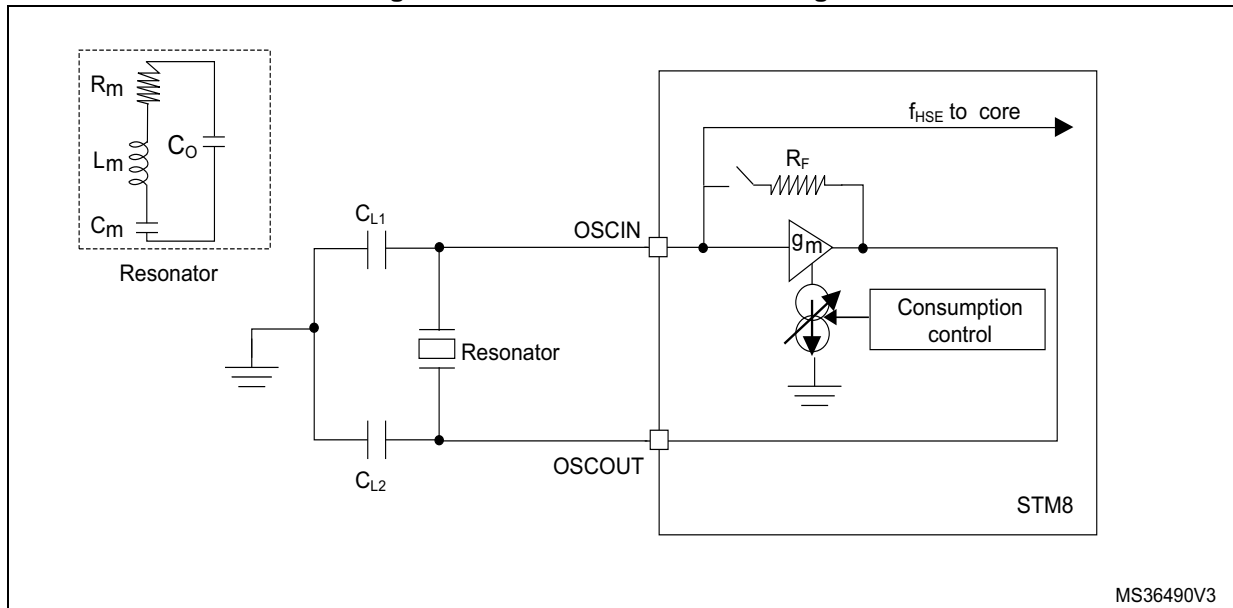 Rm
Lm
Cm
CO
Resonator
CL1
CL2
Resonator
OSCIN
OSCOUT
fHSE to core
RF
gm
Consumption
control
STM8
MS36490V3